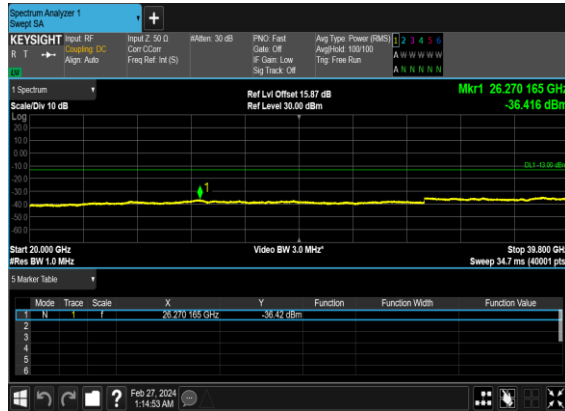 Spectrum Analyzer 1
Swept SA
+
KEYSIGHT Input: RF Input Z: 50 Ω #Atten: 30 dB PNO: Fast Avg Type: Power (RMS) 1 2 3 4 5 6
R T Coupling: DC Corr CCorr Gate: Off Avg|Hold: 100/100 A W W W W W
Align: Auto Freq Ref: Int (S) IF Gain: Low Trig: Free Run A N N N N N
Sig Track: Off
1 Spectrum Ref Lvl Offset 15.87 dB Mkr1 26.270 165 GHz
Scale/Div 10 dB Ref Level 30.00 dBm -36.416 dBm
Log
20.0
10.0
0.00
-10.0 DL1 -13.00 dBm
-20.0
-30.0 1
-40.0
-50.0
-60.0
Start 20.000 GHz Video BW 3.0 MHz* Stop 39.800 GHz
#Res BW 1.0 MHz Sweep 34.7 ms (40001 pts)
5 Marker Table
Mode Trace Scale X Y Function Function Width Function Value
1 N 1 f 26.270 165 GHz -36.42 dBm
2
3
4
5
6
? Feb 27, 2024
1:14:53 AM